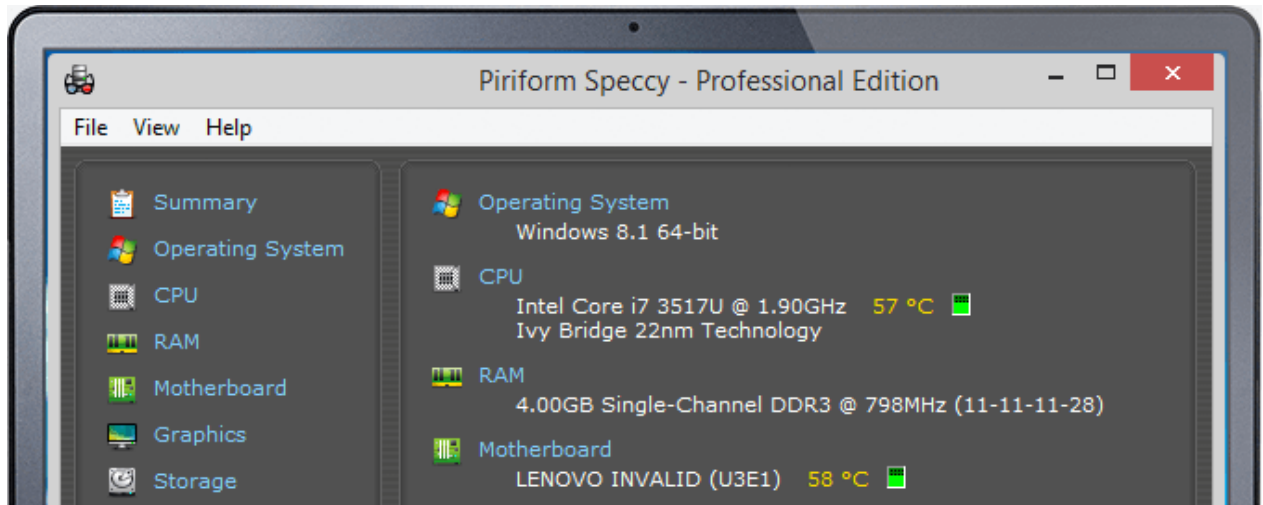 Piriform Speccy - Professional Edition
File View Help
Summary
Operating System
CPU
RAM
Motherboard
Graphics
Storage
Operating System
Windows 8.1 64-bit
CPU
Intel Core i7 3517U @ 1.90GHz 57 °C
Ivy Bridge 22nm Technology
RAM
4.00GB Single-Channel DDR3 @ 798MHz (11-11-11-28)
Motherboard
LENOVO INVALID (U3E1) 58 °C